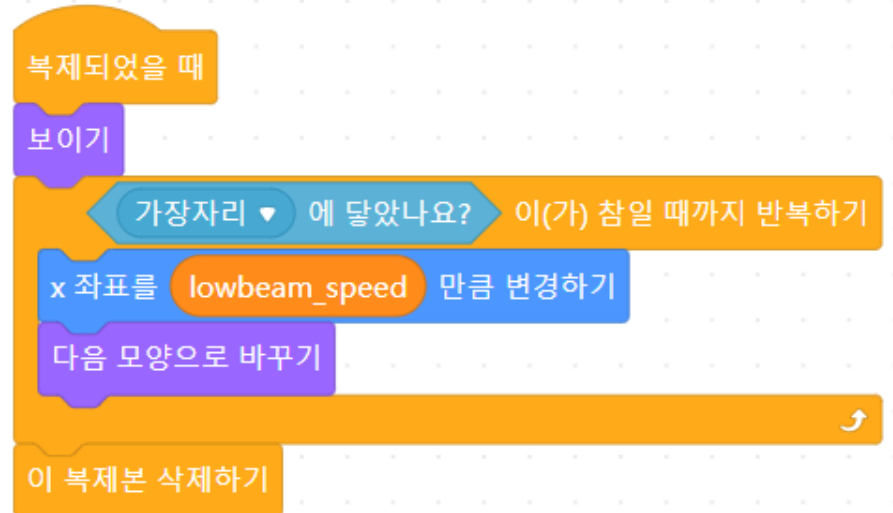 복제되었을 때
보이기
가장자리 에 닿았나요? 이(가) 참일 때까지 반복하기
x 좌표를 lowbeam_speed 만큼 변경하기
다음 모양으로 바꾸기
이 복제본 삭제하기